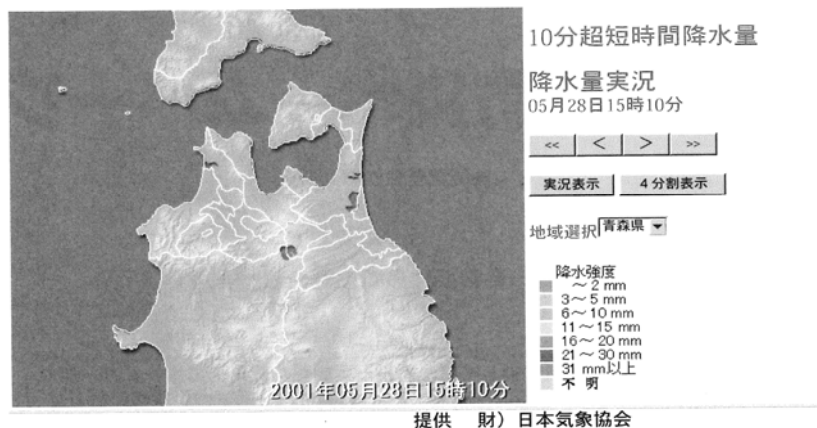 10分超短時間降水量
降水量実況
05月28日15時10分
<< < > >>
実況表示 4分割表示
地域選択 青森県
降水強度
~2 mm
3~5 mm
6~10 mm
11~15 mm
16~20 mm
21~30 mm
31 mm以上
不 明
2001年05月28日15時10分
提供 財)日本気象協会